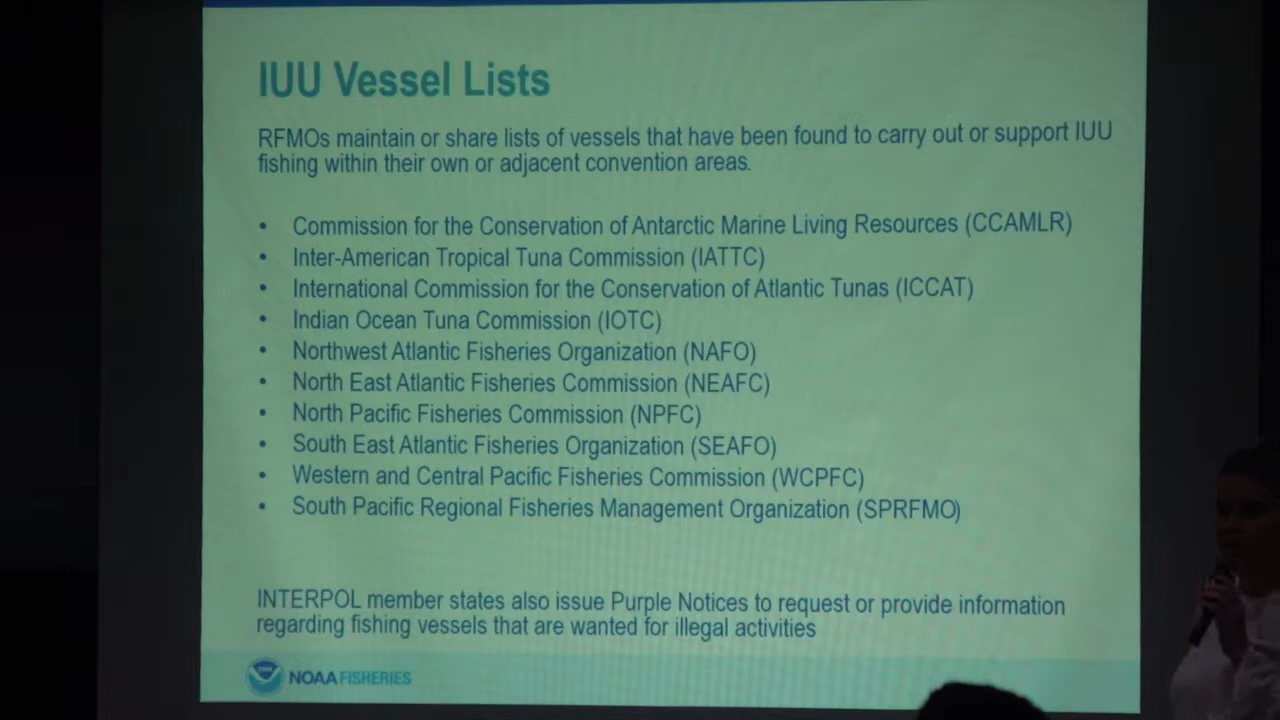 IUU Vessel Lists
RFMOs maintain or share lists of vessels that have been found to carry out or support IUU
fishing within their own or adjacent convention areas.
• Commission for the Conservation of Antarctic Marine Living Resources (CCAMLR)
• Inter-American Tropical Tuna Commission (IATTC)
• International Commission for the Conservation of Atlantic Tunas (ICCAT)
• Indian Ocean Tuna Commission (IOTC)
• Northwest Atlantic Fisheries Organization (NAFO)
• North East Atlantic Fisheries Commission (NEAFC)
• North Pacific Fisheries Commission (NPFC)
• South East Atlantic Fisheries Organization (SEAFO)
• Western and Central Pacific Fisheries Commission (WCPFC)
• South Pacific Regional Fisheries Management Organization (SPRFMO)
INTERPOL member states also issue Purple Notices to request or provide information
regarding fishing vessels that are wanted for illegal activities
NOAA FISHERIES